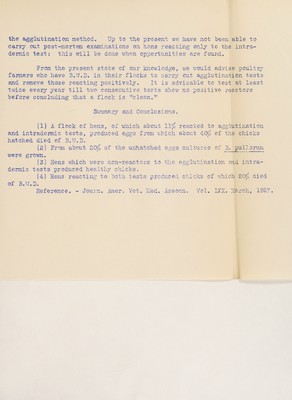 the agglutination method. Up to the present we have not been able to
carry out post-mortem examinations on hens reacting only to the intra-
dermic test: this will be done when opportunities are found.
From the present state of our knowledge, we would advise poultry
farmers who have B.W.D. in their flocks to carry out agglutination tests
and remove those reacting positively. It is advisable to test at least
twice every year till two consecutive tests show no positive reactors
before concluding that a flock is "clean."
Summary and Conclusions.
(1) A flock of hens, of which about 11% reacted to agglutination
and intradermic tests, produced eggs from which about 40% of the chicks
hatched died of B.W.D.
(2) From about 20% of the unhatched eggs cultures of B. pullorum
were grown.
(3) Hens which were non-reactors to the agglutination and intra-
dermic tests produced healthy chicks.
(4) Hens reacting to both tests produced chicks of which 20% died
of B.W.D.
Reference. - Journ. Amer. Vet. Med. Assocn. Vol. LXX. March, 1927.